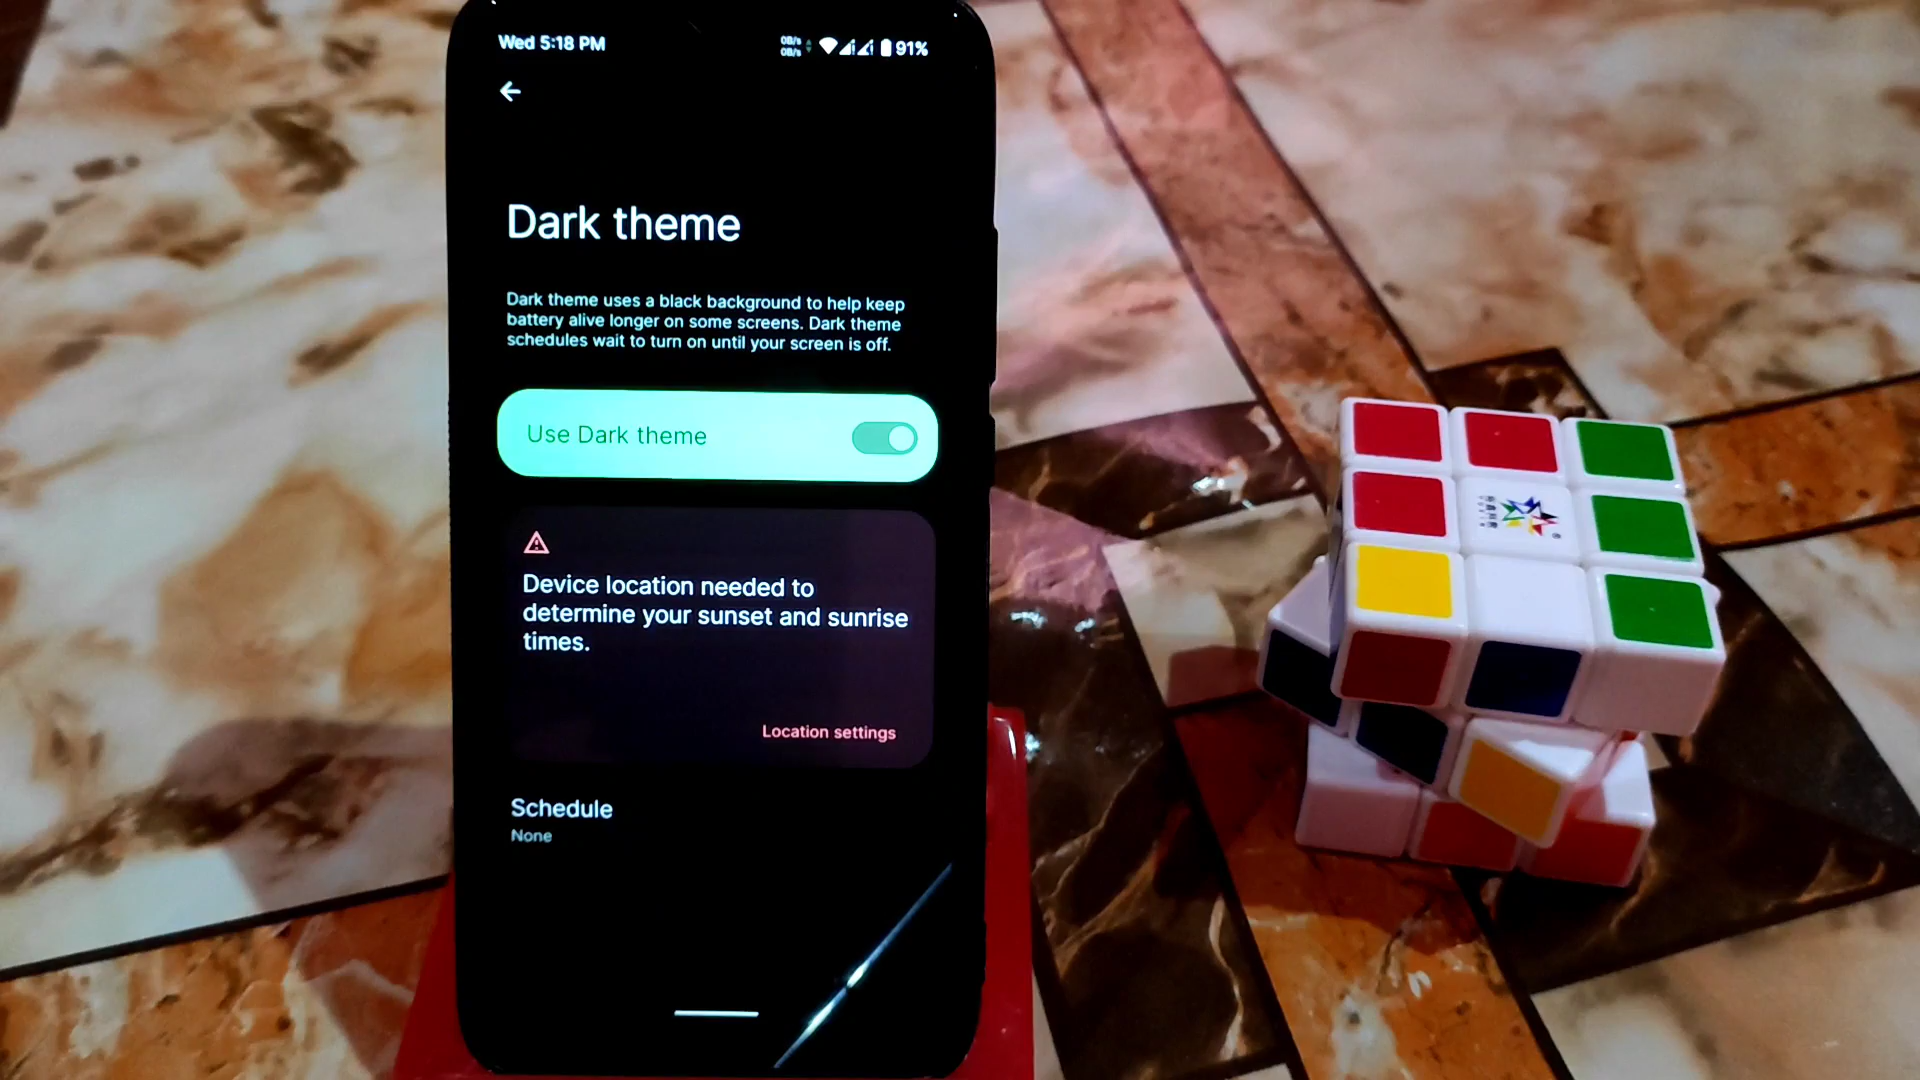 Wed 5:18 PM
0B/s
0B/s
91%
Dark theme
Dark theme uses a black background to help keep
battery alive longer on some screens. Dark theme
schedules wait to turn on until your screen is off.
Use Dark theme
Device location needed to
determine your sunset and sunrise
times.
Location settings
Schedule
None